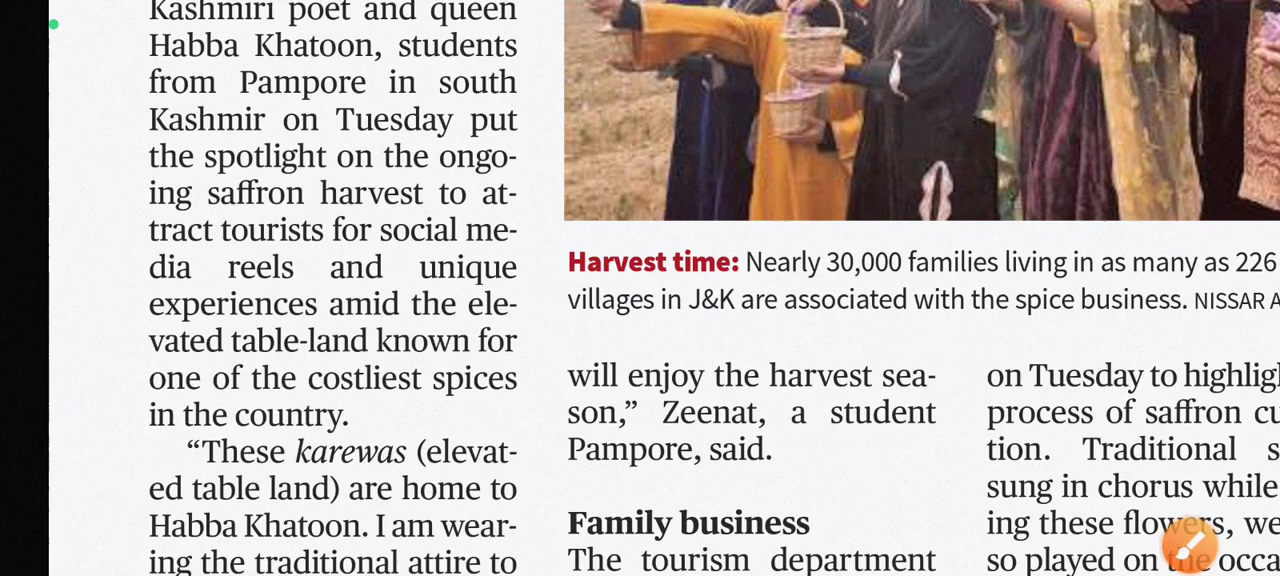 Kashmiri poet and queen
Habba Khatoon, students
from Pampore in south
Kashmir on Tuesday put
the spotlight on the ongo-
ing saffron harvest to at-
tract tourists for social me-
dia reels and unique
experiences amid the ele-
vated table-land known for
one of the costliest spices
in the country.
“These karewas (elevat-
ed table land) are home to
Habba Khatoon. I am wear-
ing the traditional attire to
Harvest time: Nearly 30,000 families living in as many as 226
villages in J&K are associated with the spice business. NISSAR A
will enjoy the harvest sea-
son,” Zeenat, a student
Pampore, said.
Family business
The tourism department
on Tuesday to highligh
process of saffron cu
tion. Traditional s
sung in chorus while
ing these flowers, we
so played on the occa